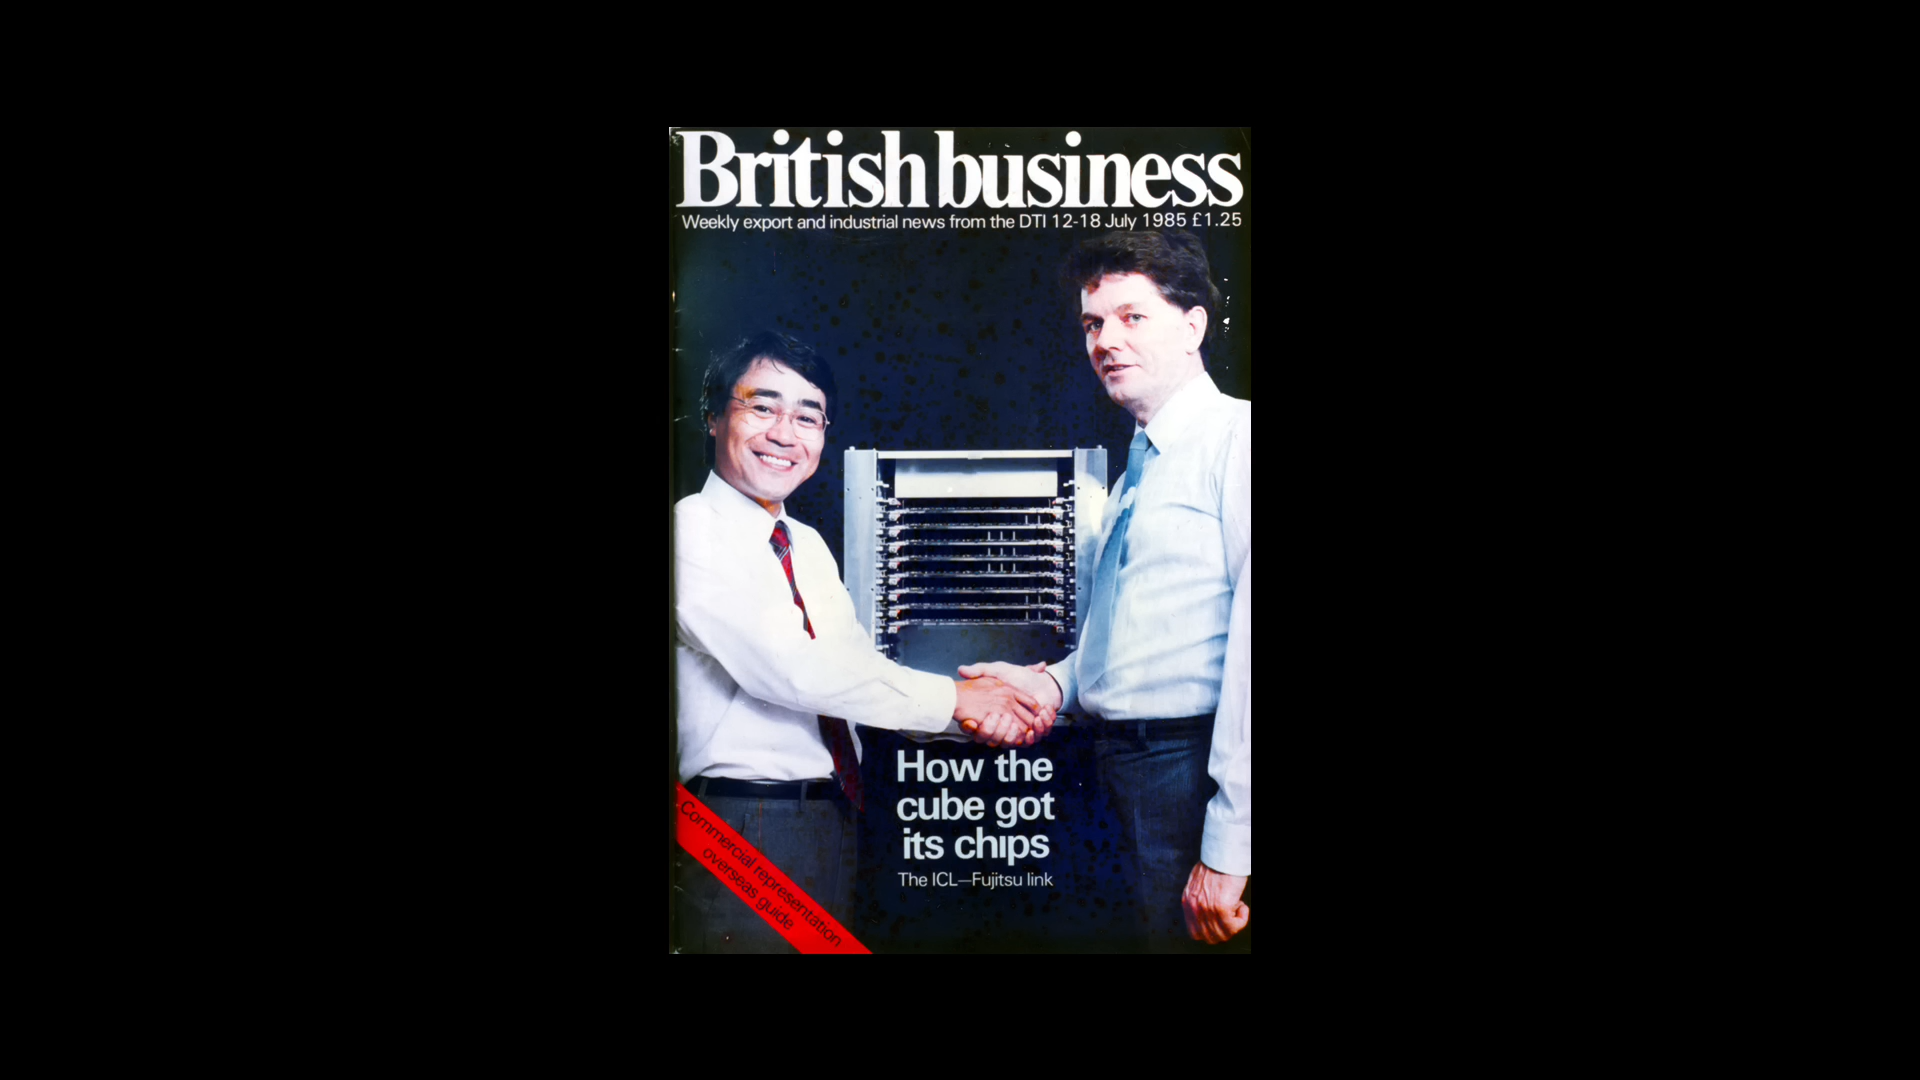 British business
Weekly export and industrial news from the DTI 12-18 July 1985 £1.25
How the
cube got
its chips
The ICL—Fujitsu link
Commercial representation
overseas guide